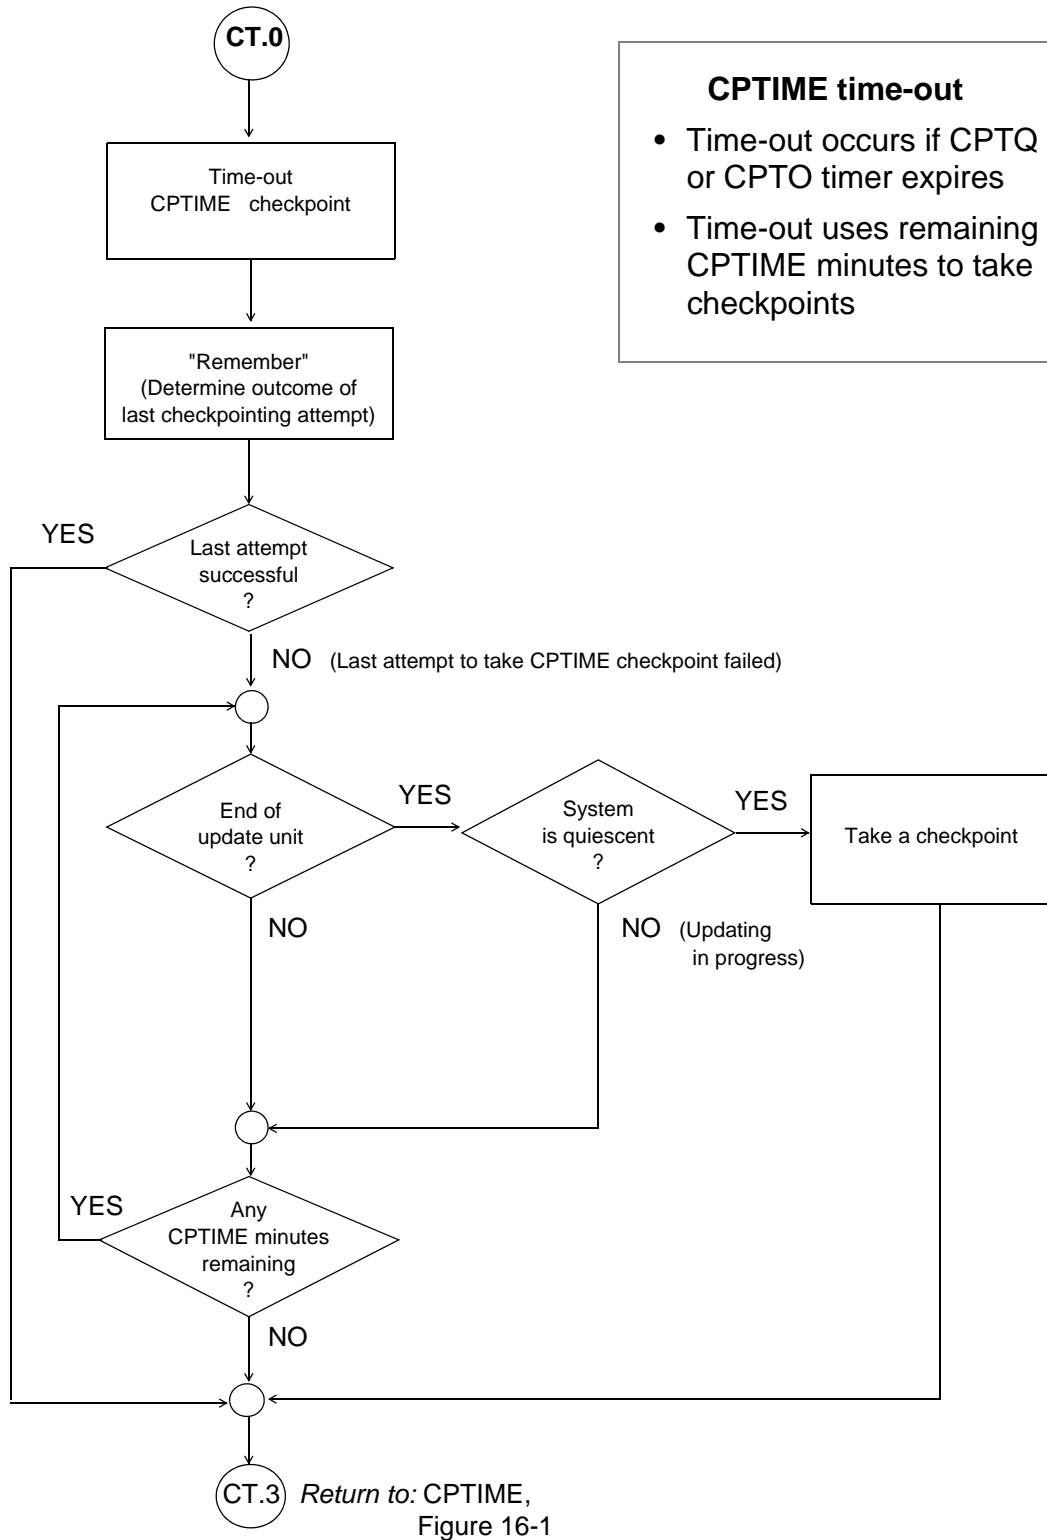 CT.0
CPTIME time-out
• Time-out occurs if CPTQ
or CPTO timer expires
• Time-out uses remaining
CPTIME minutes to take
checkpoints
Time-out
CPTIME checkpoint
"Remember"
(Determine outcome of
last checkpointing attempt)
YES
Last attempt
successful
?
NO (Last attempt to take CPTIME checkpoint failed)
End of
update unit
?
YES
System
is quiescent
?
YES
Take a checkpoint
NO
NO (Updating
in progress)
YES
Any
CPTIME minutes
remaining
?
NO
CT.3 Return to: CPTIME,
Figure 16-1